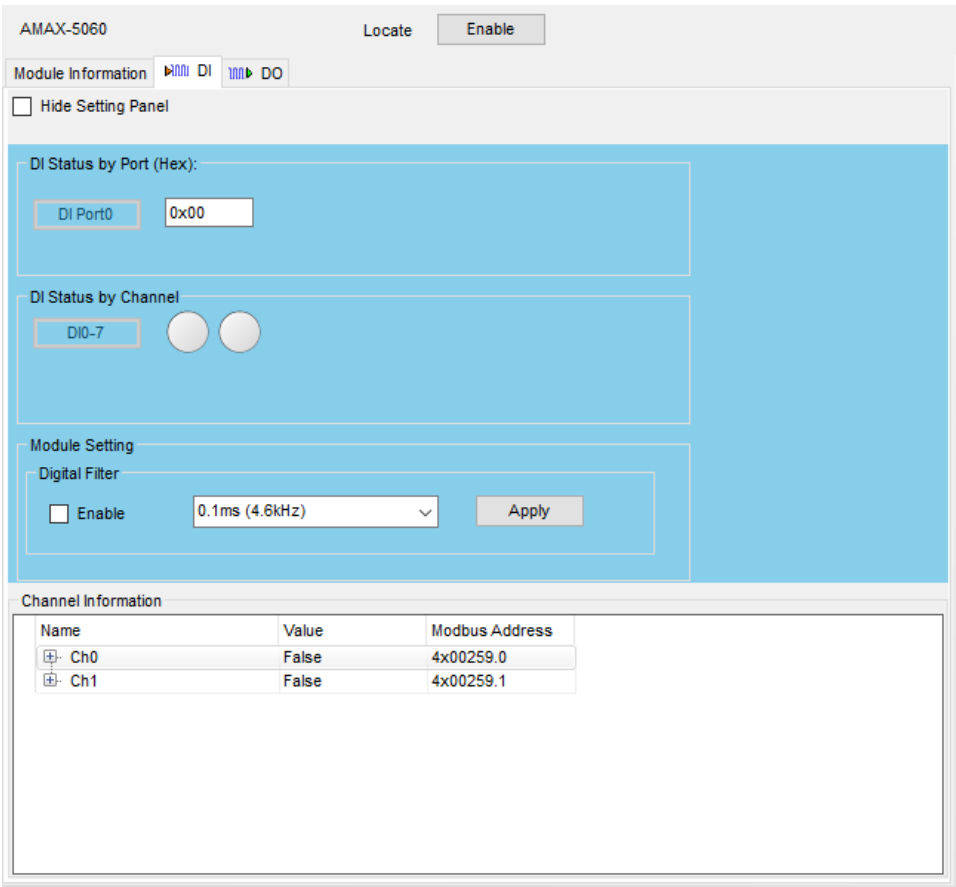 AMAX-5060 Locate Enable
Module Information DI DO
Hide Setting Panel
DI Status by Port (Hex):
DI Port0 0x00
DI Status by Channel
DI0-7
Module Setting
Digital Filter
Enable 0.1ms (4.6kHz) Apply
Channel Information
Name Value Modbus Address
Ch0 False 4x00259.0
Ch1 False 4x00259.1